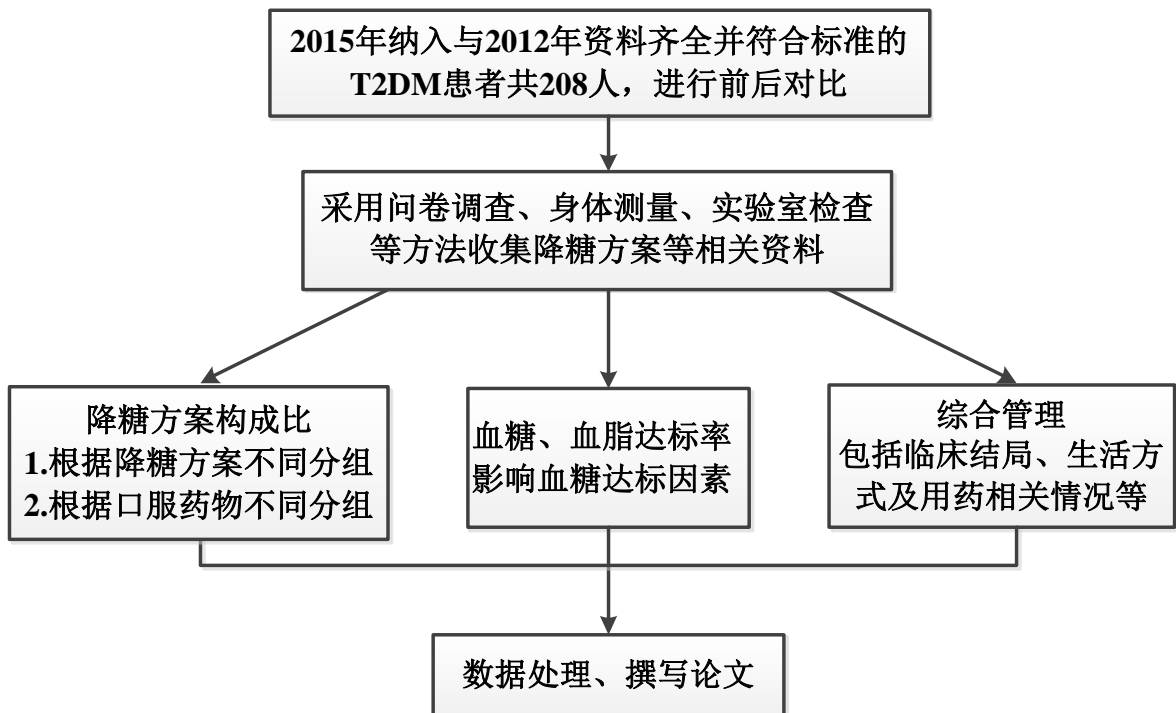 2015年纳入与2012年资料齐全并符合标准的
T2DM患者共208人，进行前后对比
采用问卷调查、身体测量、实验室检查
等方法收集降糖方案等相关资料
降糖方案构成比
1.根据降糖方案不同分组
2.根据口服药物不同分组
血糖、血脂达标率
影响血糖达标因素
综合管理
包括临床结局、生活方
式及用药相关情况等
数据处理、撰写论文